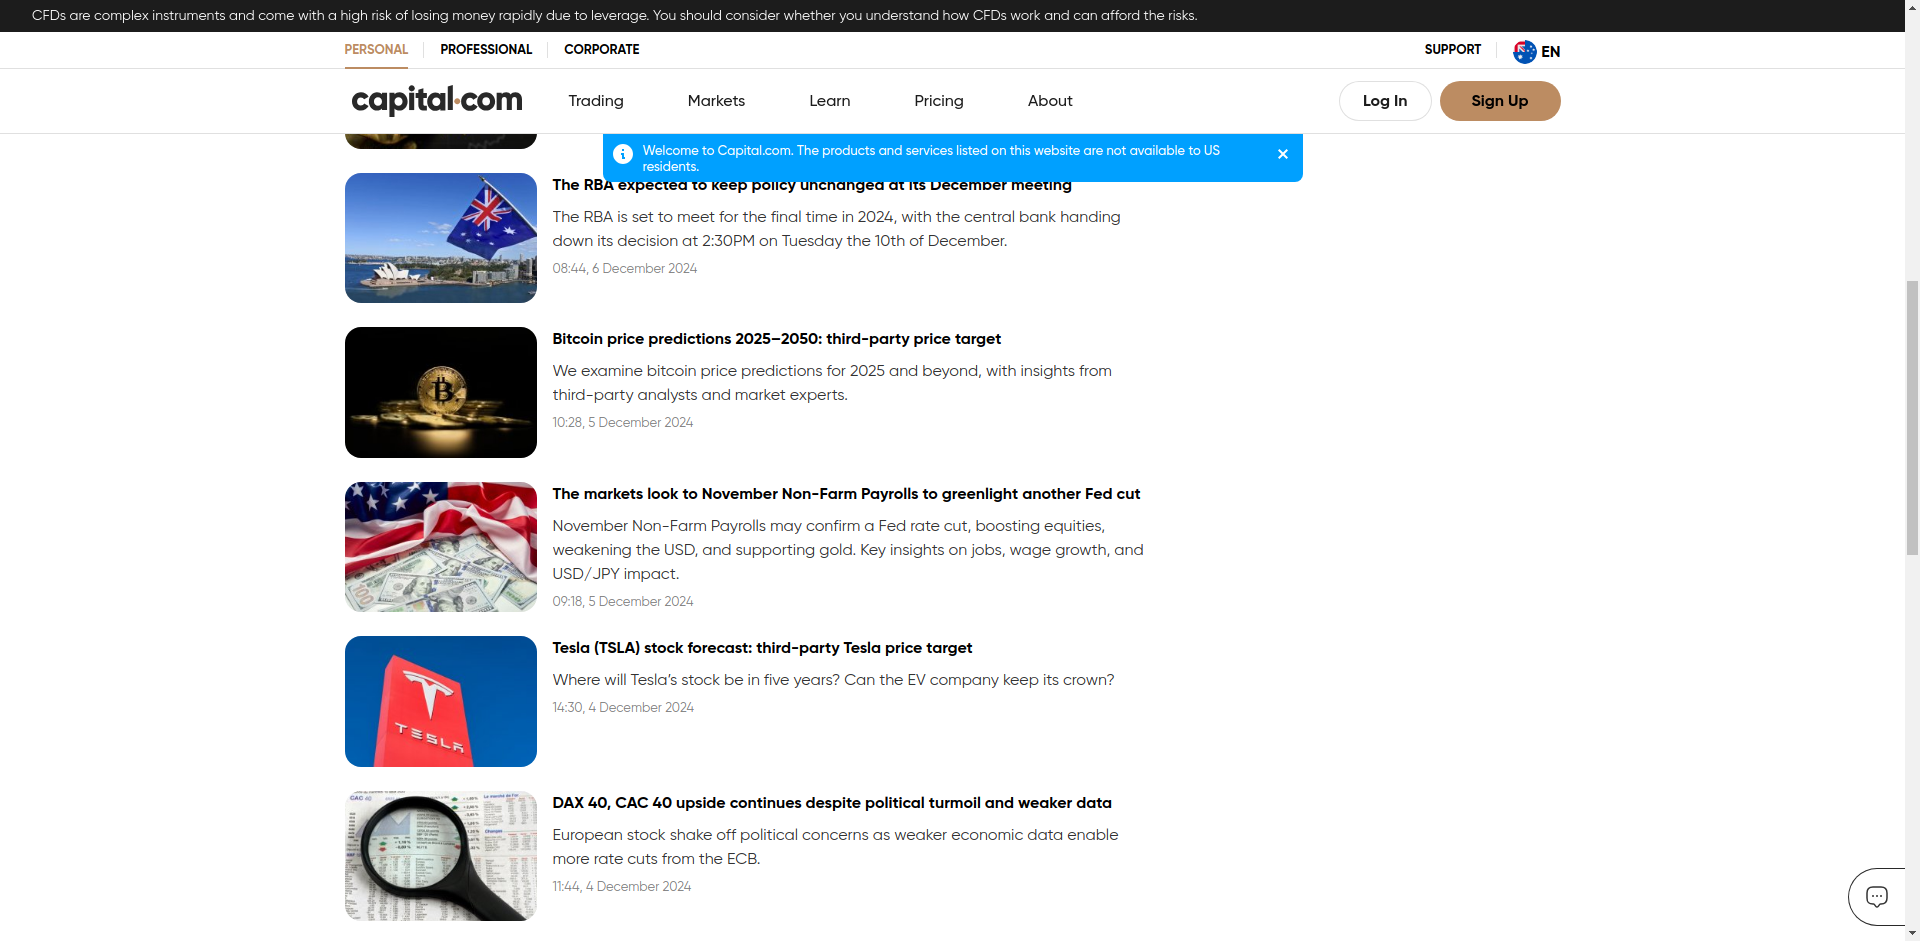 CFDs are complex instruments and come with a high risk of losing money rapidly due to leverage. You should consider whether you understand how CFDs work and can afford the risks.
PERSONAL
PROFESSIONAL
CORPORATE
SUPPORT
EN
capital.com
Trading
Markets
Learn
Pricing
About
Log In
Sign Up
Welcome to Capital.com. The products and services listed on this website are not available to US
residents.
The RBA expected to keep policy unchanged at its December meeting
The RBA is set to meet for the final time in 2024, with the central bank handing
down its decision at 2:30PM on Tuesday the 10th of December.
08:44, 6 December 2024
Bitcoin price predictions 2025–2050: third-party price target
We examine bitcoin price predictions for 2025 and beyond, with insights from
third-party analysts and market experts.
10:28, 5 December 2024
The markets look to November Non-Farm Payrolls to greenlight another Fed cut
November Non-Farm Payrolls may confirm a Fed rate cut, boosting equities,
weakening the USD, and supporting gold. Key insights on jobs, wage growth, and
USD/JPY impact.
09:18, 5 December 2024
TESLA
Tesla (TSLA) stock forecast: third-party Tesla price target
Where will Tesla's stock be in five years? Can the EV company keep its crown?
14:30, 4 December 2024
CAC 40
DAX 40, CAC 40 upside continues despite political turmoil and weaker data
European stock shake off political concerns as weaker economic data enable
more rate cuts from the ECB.
11:44, 4 December 2024